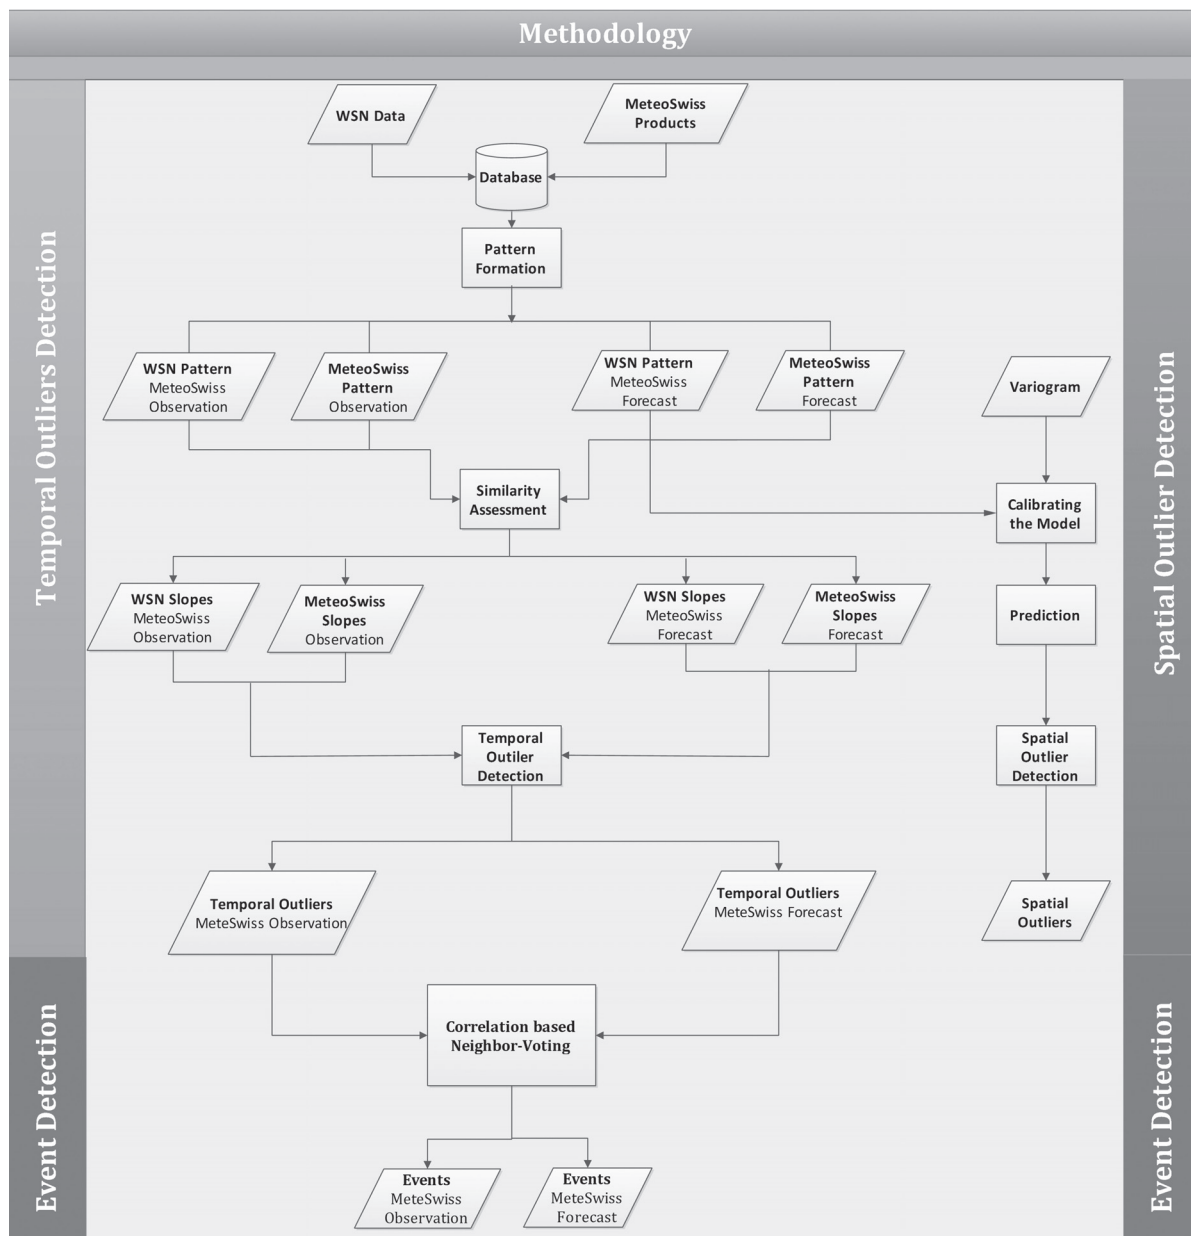 Methodology
Temporal Outliers Detection
Event Detection
WSN Data
MeteoSwiss
Products
Database
Pattern
Formation
WSN Pattern
MeteoSwiss
Observation
MeteoSwiss
Pattern
Observation
WSN Pattern
MeteoSwiss
Forecast
MeteoSwiss
Pattern
Forecast
Variogram
Similarity
Assessment
Calibrating
the Model
WSN Slopes
MeteoSwiss
Observation
MeteoSwiss
Slopes
Observation
WSN Slopes
MeteoSwiss
Forecast
MeteoSwiss
Slopes
Forecast
Prediction
Temporal
Outiler
Detection
Spatial
Outlier
Detection
Temporal Outliers
MeteSwiss Observation
Temporal Outliers
MeteSwiss Forecast
Spatial
Outliers
Correlation based
Neighbor-Voting
Events
MeteSwiss
Observation
Events
MeteSwiss
Forecast
Spatial Outlier Detection
Event Detection